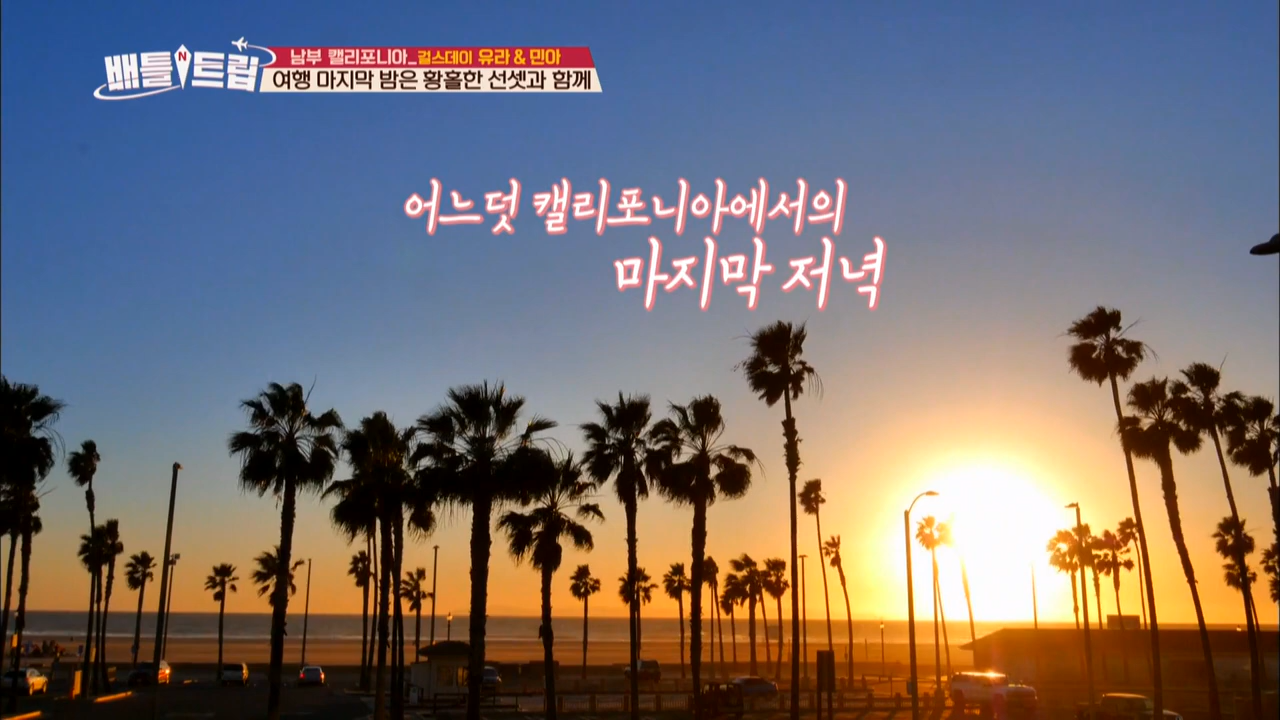 배틀트립
남부 캘리포니아_걸스데이 유라 & 민아
여행 마지막 밤은 황홀한 선셋과 함께
어느덧 캘리포니아에서의
마지막 저녁